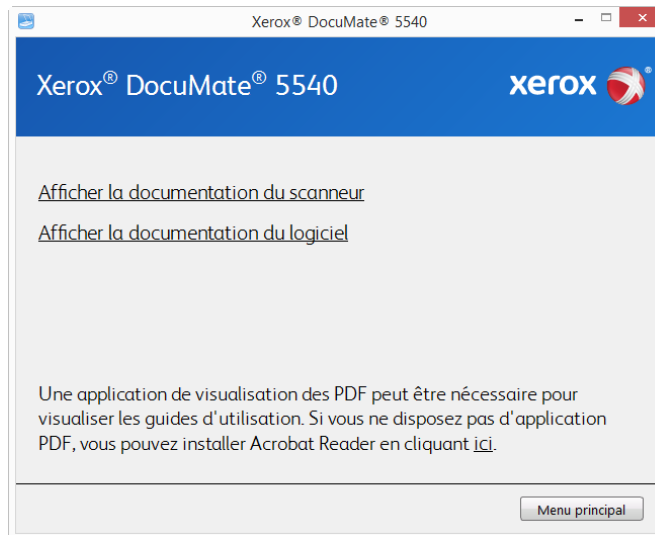 Xerox® DocuMate® 5540
Xerox® DocuMate® 5540
xerox®
Afficher la documentation du scanneur
Afficher la documentation du logiciel
Une application de visualisation des PDF peut être nécessaire pour
visualiser les guides d'utilisation. Si vous ne disposez pas d'application
PDF, vous pouvez installer Acrobat Reader en cliquant ici.
Menu principal